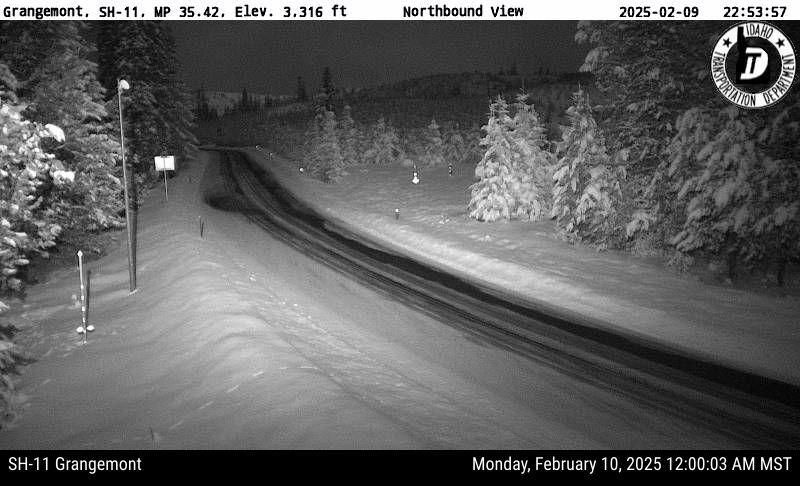 Grangemont, SH-11, MP 35.42, Elev. 3,316 ft Northbound View 2025-02-09 22:53:57
IDAHO
TRANSPORTATION DEPARTMENT
SH-11 Grangemont Monday, February 10, 2025 12:00:03 AM MST